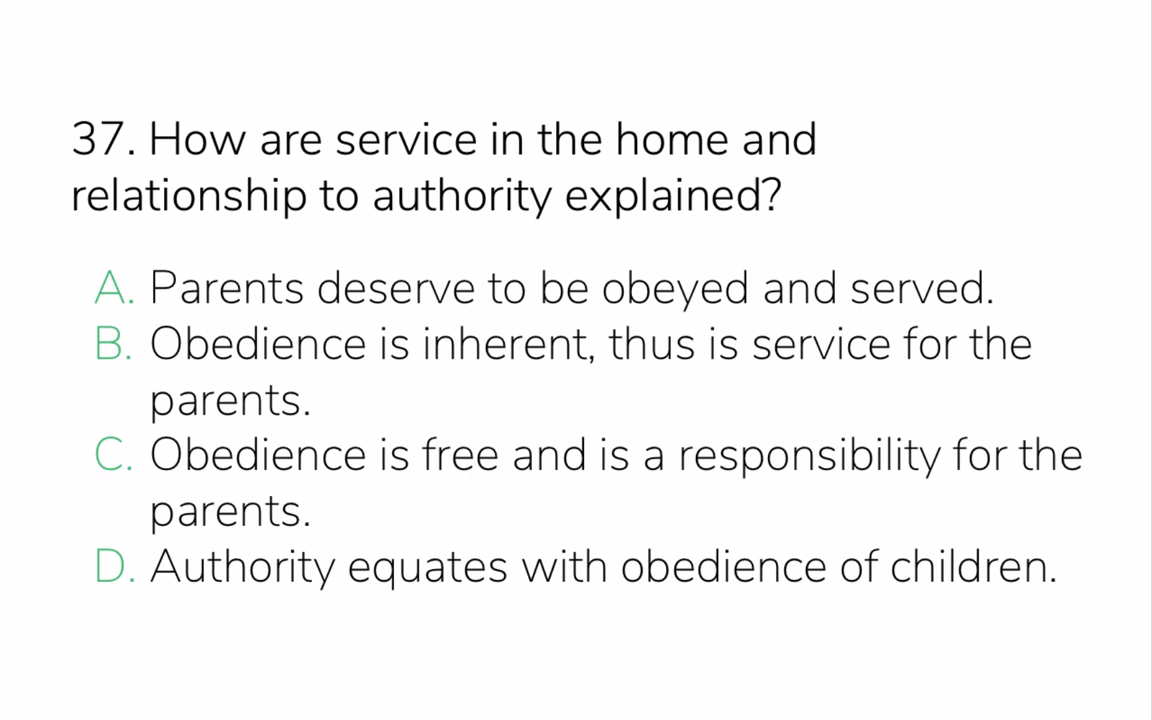 37. How are service in the home and
relationship to authority explained?
A. Parents deserve to be obeyed and served.
B. Obedience is inherent, thus is service for the
parents.
C. Obedience is free and is a responsibility for the
parents.
D. Authority equates with obedience of children.